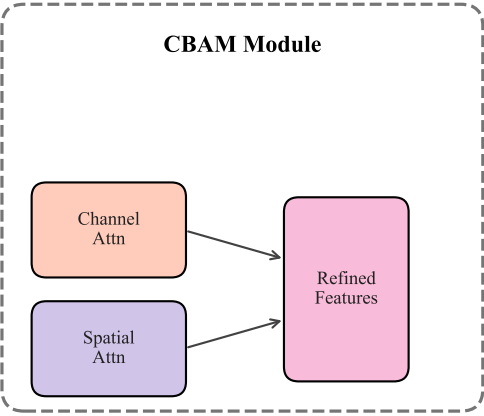 CBAM Module
Channel
Attn
Refined
Features
Spatial
Attn